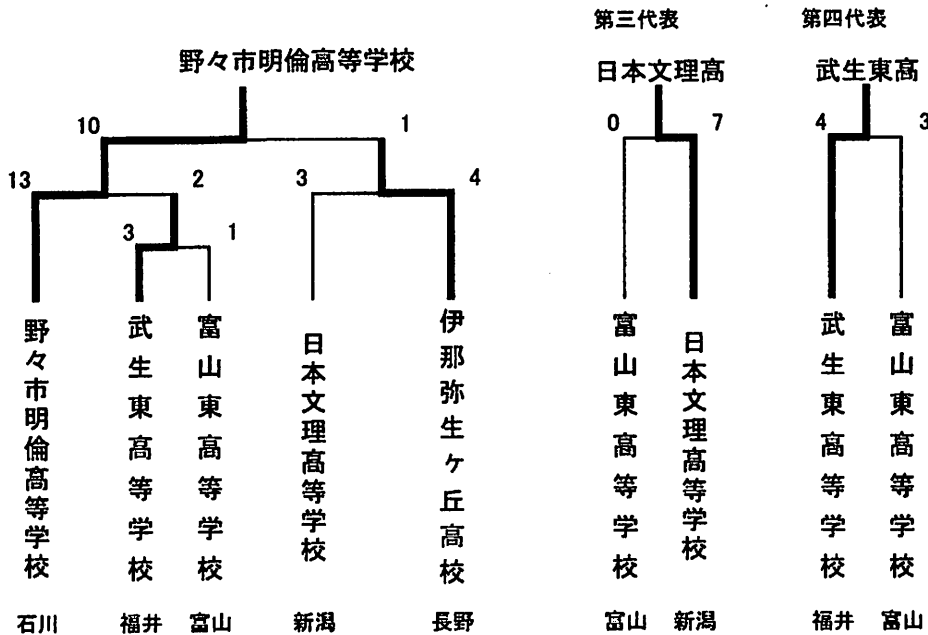 第三代表
第四代表
野々市明倫高等学校
日本文理高
武生東高
10
1
0
7
4
3
13
2
3
4
3
1
野々市明倫高等学校
武生東高等学校
富山東高等学校
日本文理高等学校
伊那弥生ヶ丘高校
富山東高等学校
日本文理高等学校
武生東高等学校
富山東高等学校
石川
福井
富山
新潟
長野
富山
新潟
福井
富山